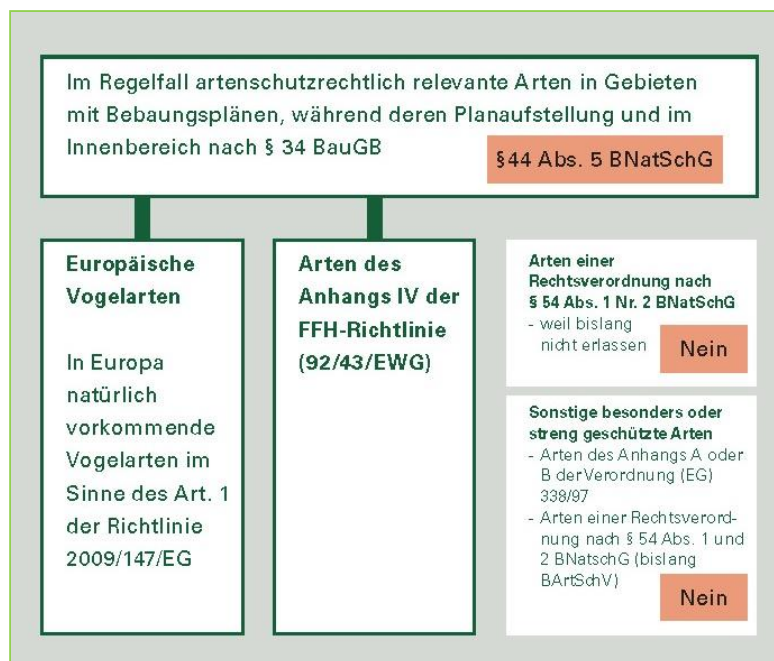 Im Regelfall artenschutzrechtlich relevante Arten in Gebieten
mit Bebaungsplänen, während deren Planaufstellung und im
Innenbereich nach § 34 BauGB
§44 Abs. 5 BNatSchG
Europäische
Vogelarten
In Europa
natürlich
vorkommende
Vogelarten im
Sinne des Art. 1
der Richtlinie
2009/147/EG
Arten des
Anhangs IV der
FFH-Richtlinie
(92/43/EWG)
Arten einer
Rechtsverordnung nach
§ 54 Abs. 1 Nr. 2 BNatSchG
- weil bislang
nicht erlassen
Nein
Sonstige besonders oder
streng geschützte Arten
- Arten des Anhangs A oder
B der Verordnung (EG)
338/97
- Arten einer Rechtsverord-
nung nach § 54 Abs. 1 und
2 BNatschG (bislang
BArtSchV)
Nein